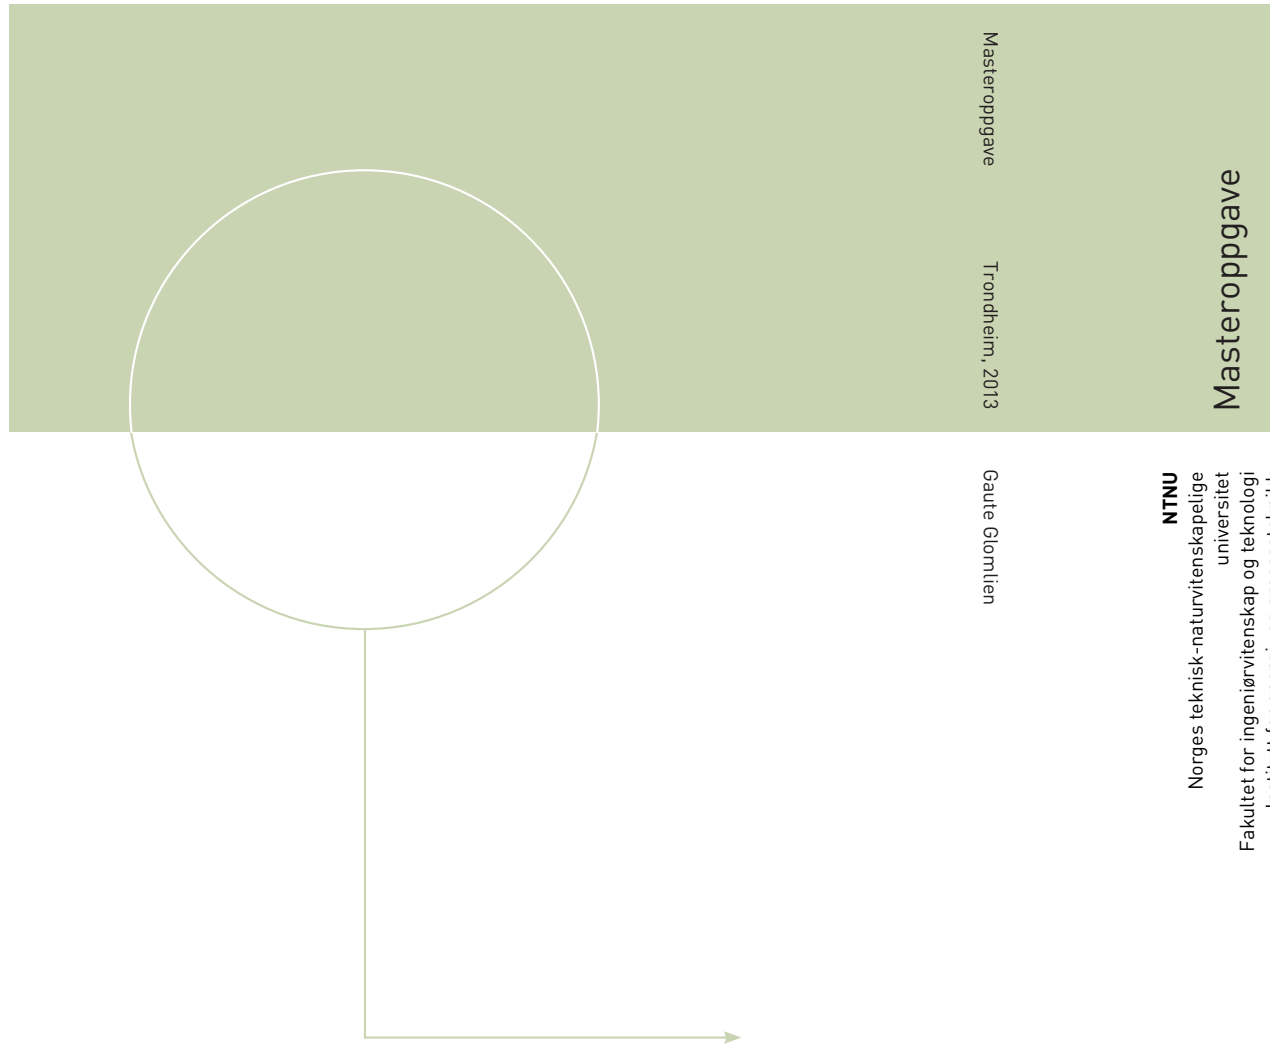 Masteroppgave
Trondheim, 2013
Gaute Glomlien
Masteroppgave
NTNU
Norges teknisk-naturvitenskapelige
universitet
Fakultet for ingeniørvitenskap og teknologi